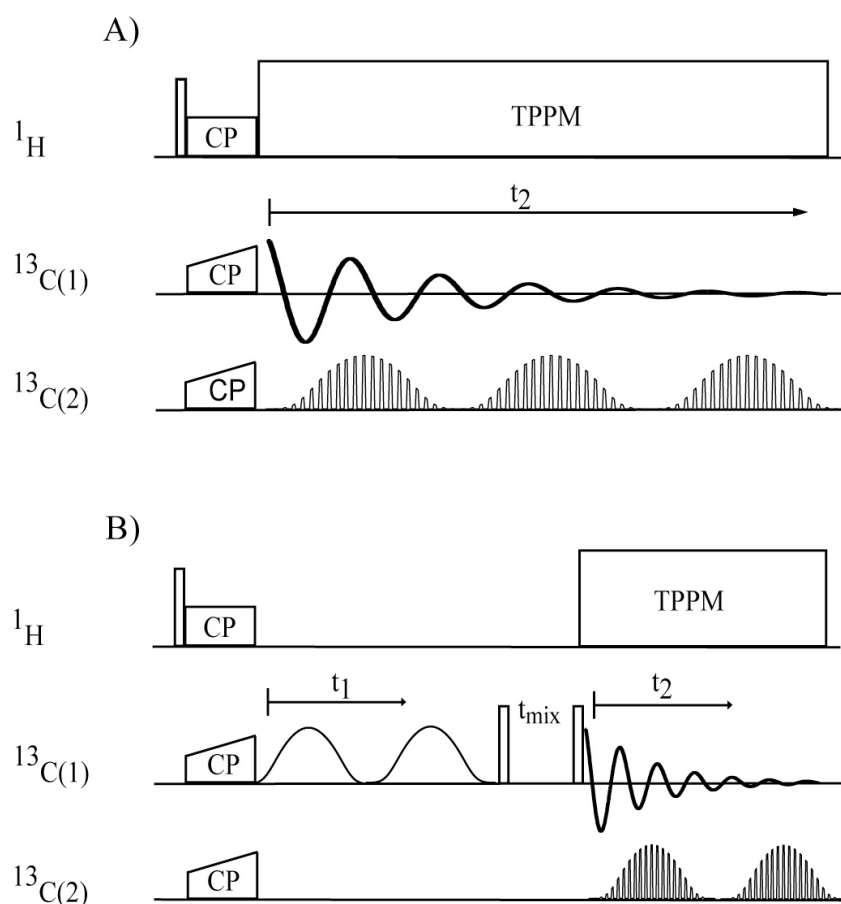 A)
¹H
CP
TPPM
t₂
¹³C(1)
CP
¹³C(2)
CP
B)
¹H
CP
TPPM
t₁
t_mix
t₂
¹³C(1)
CP
¹³C(2)
CP